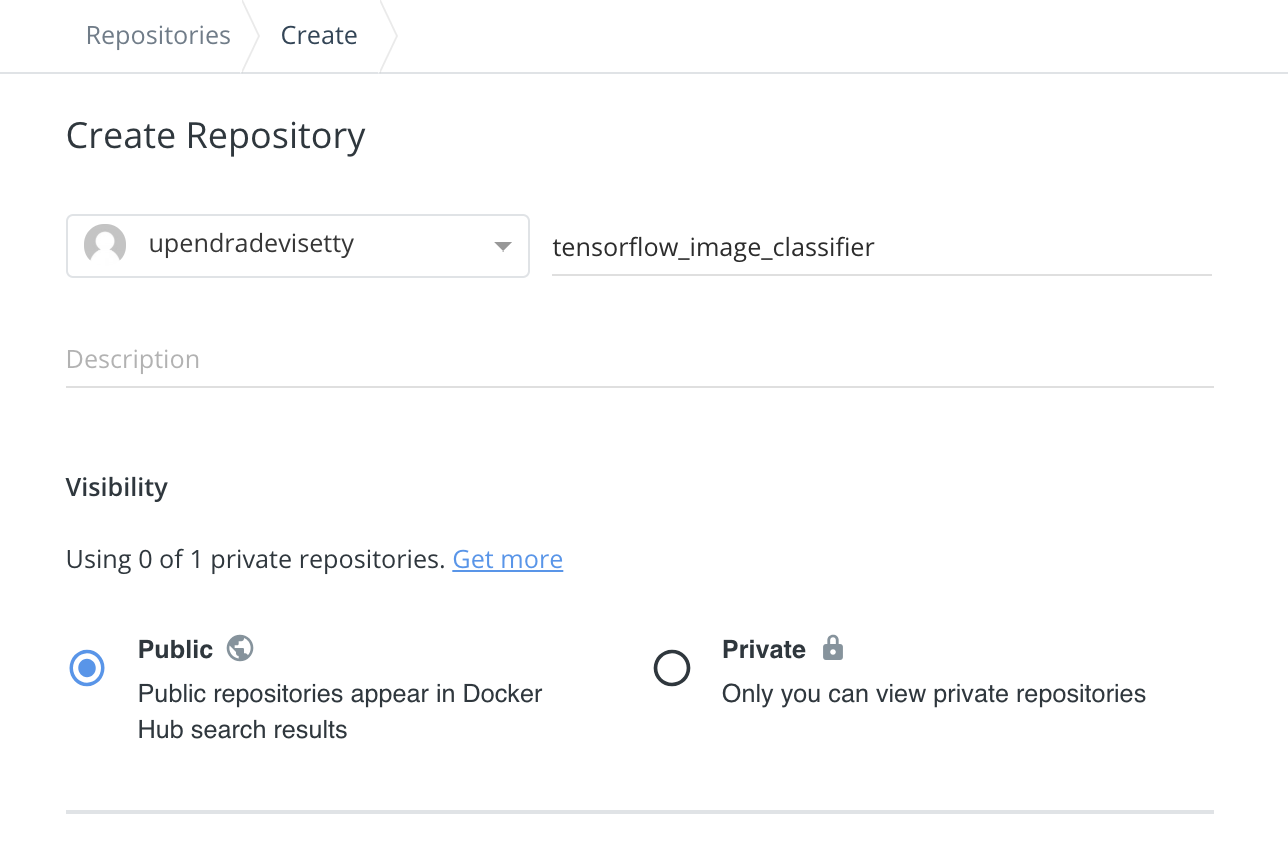 Repositories Create
Create Repository
upendradevisetty tensorflow_image_classifier
Description
Visibility
Using 0 of 1 private repositories. Get more
Public
Public repositories appear in Docker
Hub search results
Private
Only you can view private repositories